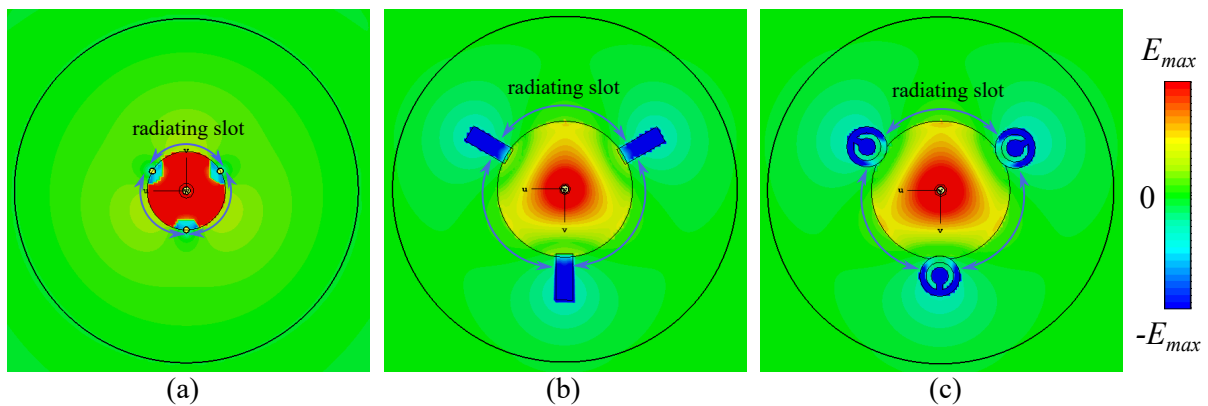 radiating slot
v
u
radiating slot
u
v
radiating slot
u
v
E_max
0
-E_max
(a)
(b)
(c)